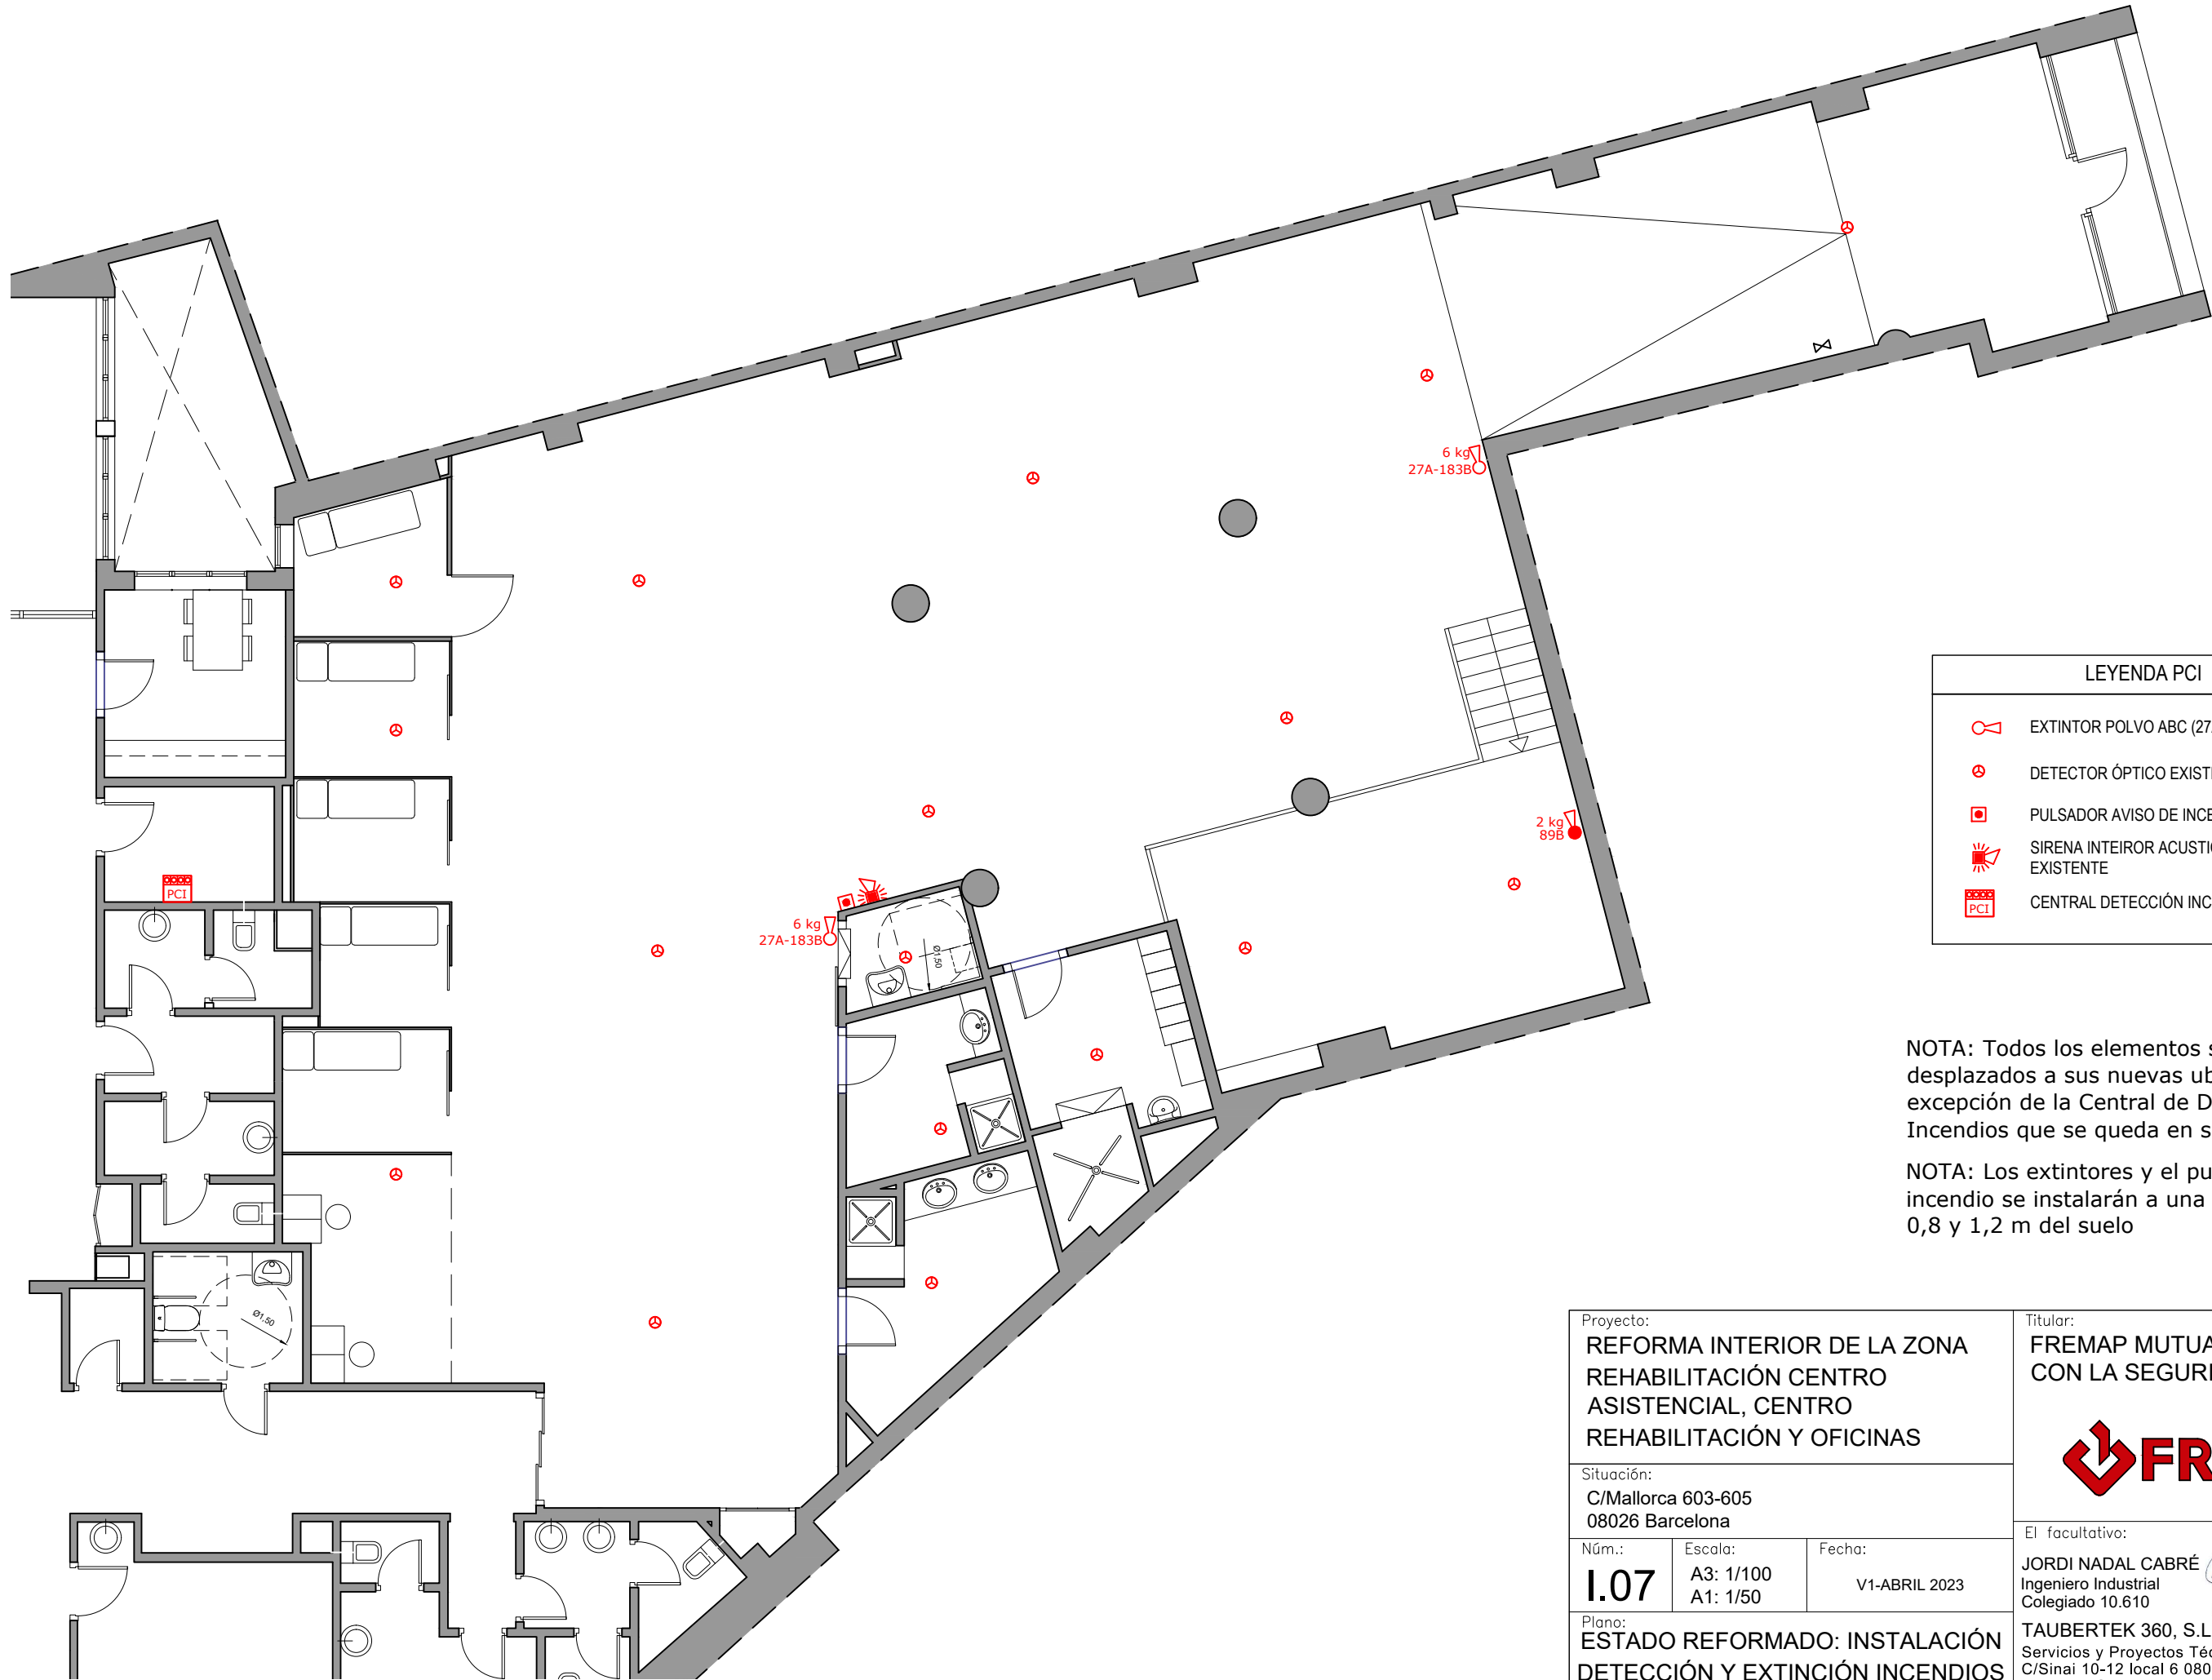 6 kg
27A-183B
2 kg
89B
6 kg
27A-183B
Ø1,50
PCI
Ø1,50
LEYENDA PCI
EXTINTOR POLVO ABC (27
DETECTOR ÓPTICO EXIST
PULSADOR AVISO DE INCE
SIRENA INTEIROR ACUSTI
EXISTENTE
PCI
CENTRAL DETECCIÓN INC
NOTA: Todos los elementos s
desplazados a sus nuevas ub
excepción de la Central de D
Incendios que se queda en s
NOTA: Los extintores y el pu
incendio se instalarán a una
0,8 y 1,2 m del suelo
Proyecto:
REFORMA INTERIOR DE LA ZONA
REHABILITACIÓN CENTRO
ASISTENCIAL, CENTRO
REHABILITACIÓN Y OFICINAS
Situación:
C/Mallorca 603-605
08026 Barcelona
Núm.:
I.07
Escala:
A3: 1/100
A1: 1/50
Fecha:
V1-ABRIL 2023
Plano:
ESTADO REFORMADO: INSTALACIÓN
DETECCIÓN Y EXTINCIÓN INCENDIOS
Titular:
FREMAP MUTUA
CON LA SEGURI
FR
El facultativo:
JORDI NADAL CABRÉ
Ingeniero Industrial
Colegiado 10.610
TAUBERTEK 360, S.L
Servicios y Proyectos Téc
C/Sinaí 10-12 local 6 080